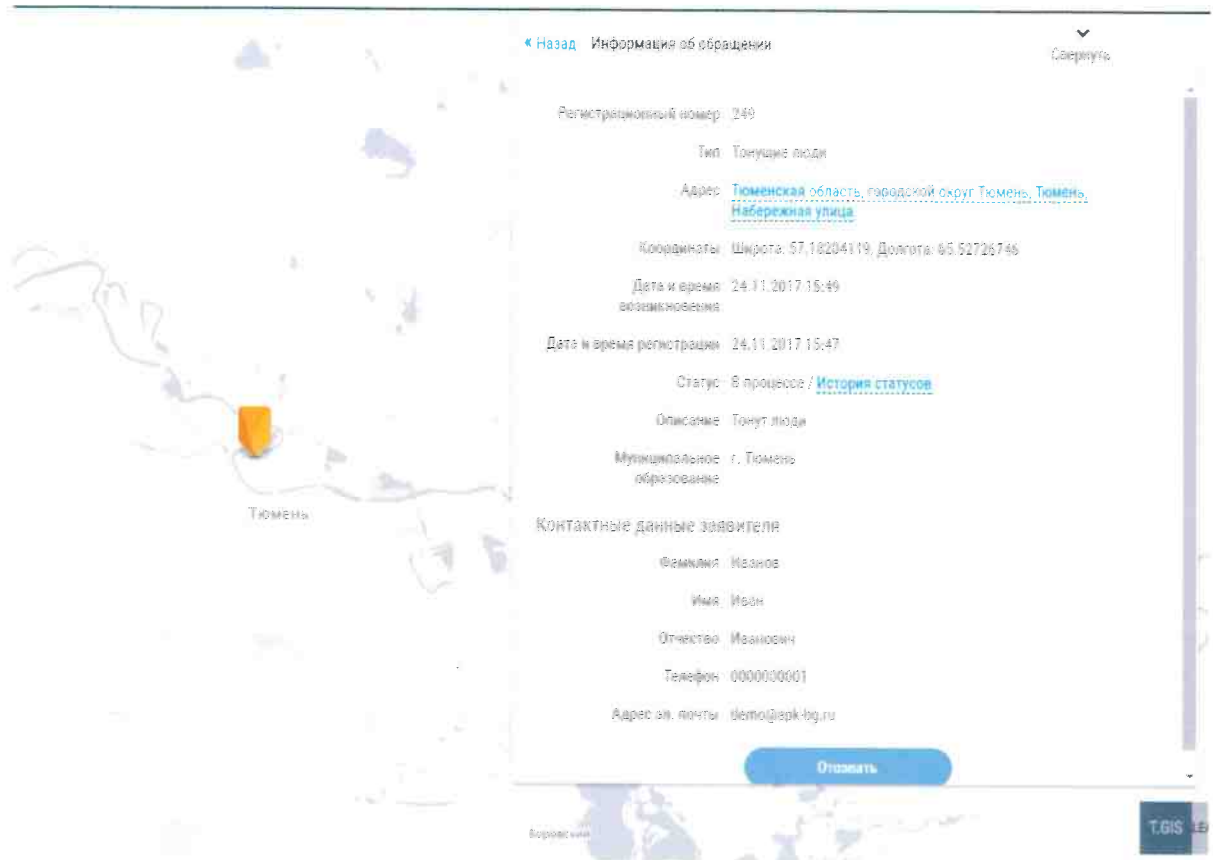 « Назад Информация об обращении
Свернуть
Регистрационный номер 249
Тип Тонущие люди
Адрес Тюменская область, городской округ Тюмень, Тюмень,
Набережная улица
Координаты Широта: 57.18204119, Долгота: 65.52726746
Дата и время 24.11.2017 15:49
возникновения
Дата и время регистрации 24.11.2017 15:47
Статус В процессе / История статусов
Описание Тонут люди
Муниципальное г. Тюмень
образование
Тюмень
Контактные данные заявителя
Фамилия Иванов
Имя Иван
Отчество Иванович
Телефон 0000000001
Адрес эл. почты demo@apk-bg.ru
Отозвать
Боровский
T.GIS